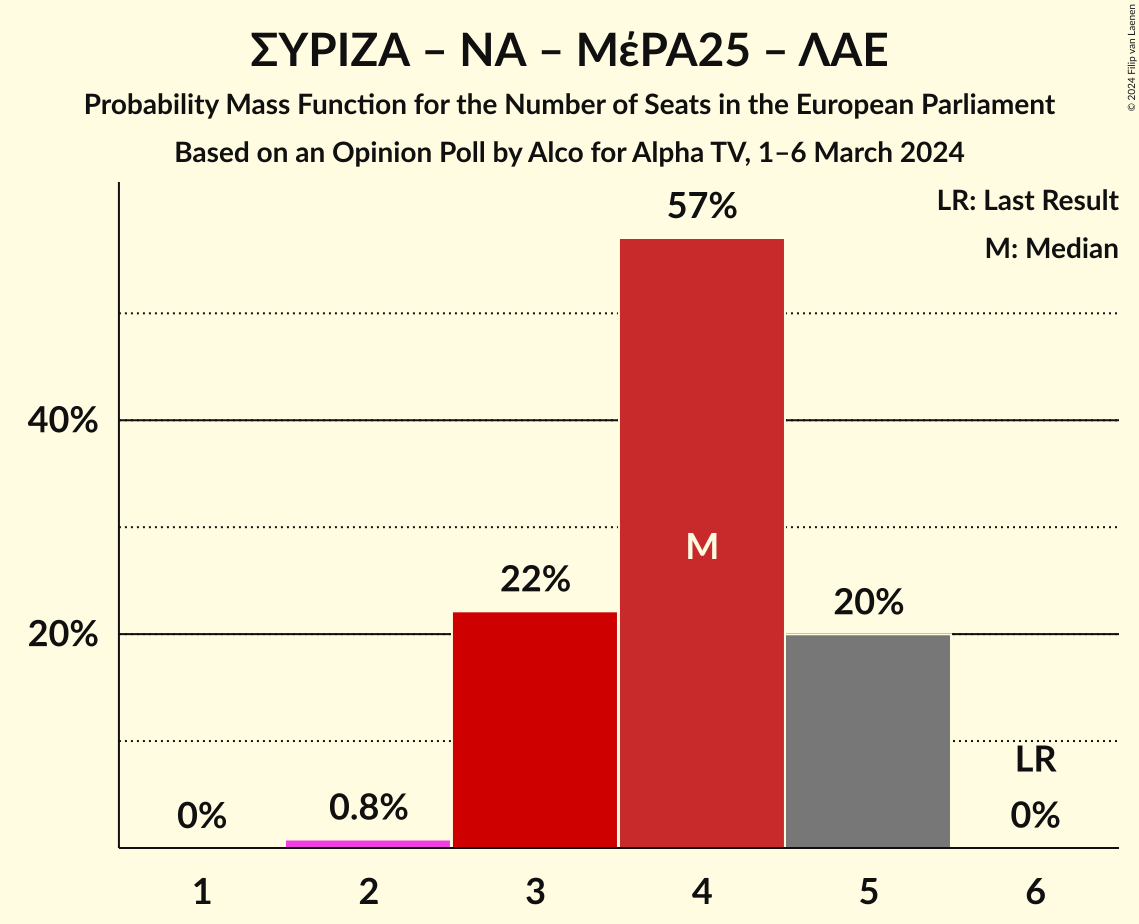 ΣΥΡΙΖΑ – ΝΑ – ΜέΡΑ25 – ΛΑΕ
Probability Mass Function for the Number of Seats in the European Parliament
Based on an Opinion Poll by Alco for Alpha TV, 1–6 March 2024
© 2024 Filip van Laenen
LR: Last Result
M: Median
57%
40%
M
22%
20%
20%
LR
0%
0.8%
0%
1 2 3 4 5 6